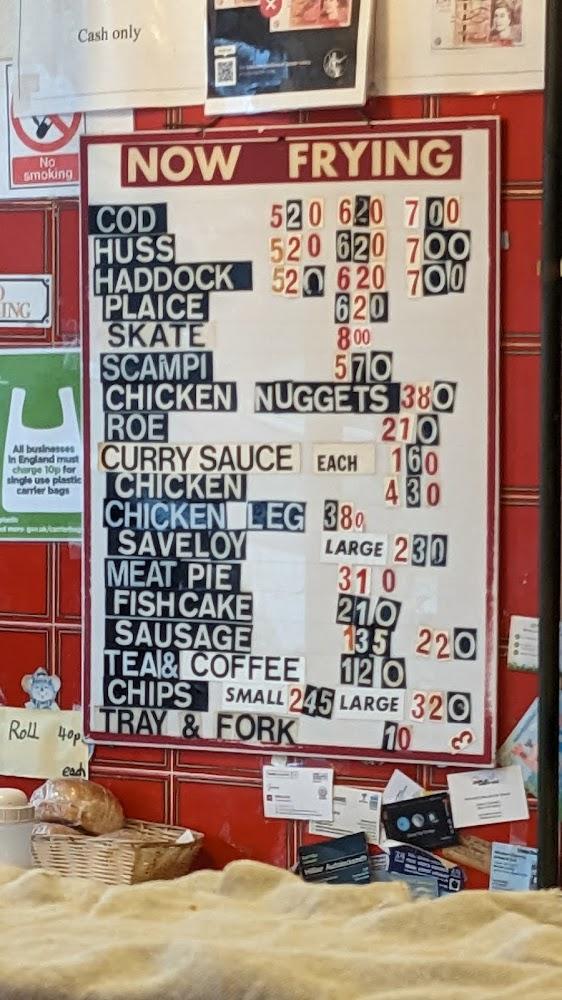 Cash only
No
smoking
NOW FRYING
COD 520 620 700
HUSS 520 620 700
HADDOCK 520 620 700
PLAICE 620
SKATE 800
SCAMPI 570
CHICKEN NUGGETS 380
ROE 210
CURRY SAUCE EACH 160
CHICKEN 430
CHICKEN LEG 380
SAVELOY LARGE 230
MEAT PIE 310
FISHCAKE 210
SAUSAGE 135 220
TEA& COFFEE 120
CHIPS SMALL 245 LARGE 320
TRAY & FORK 10
ING
All businesses
in England must
charge 10p for
single use plastic
carrier bags
Roll 40p
each